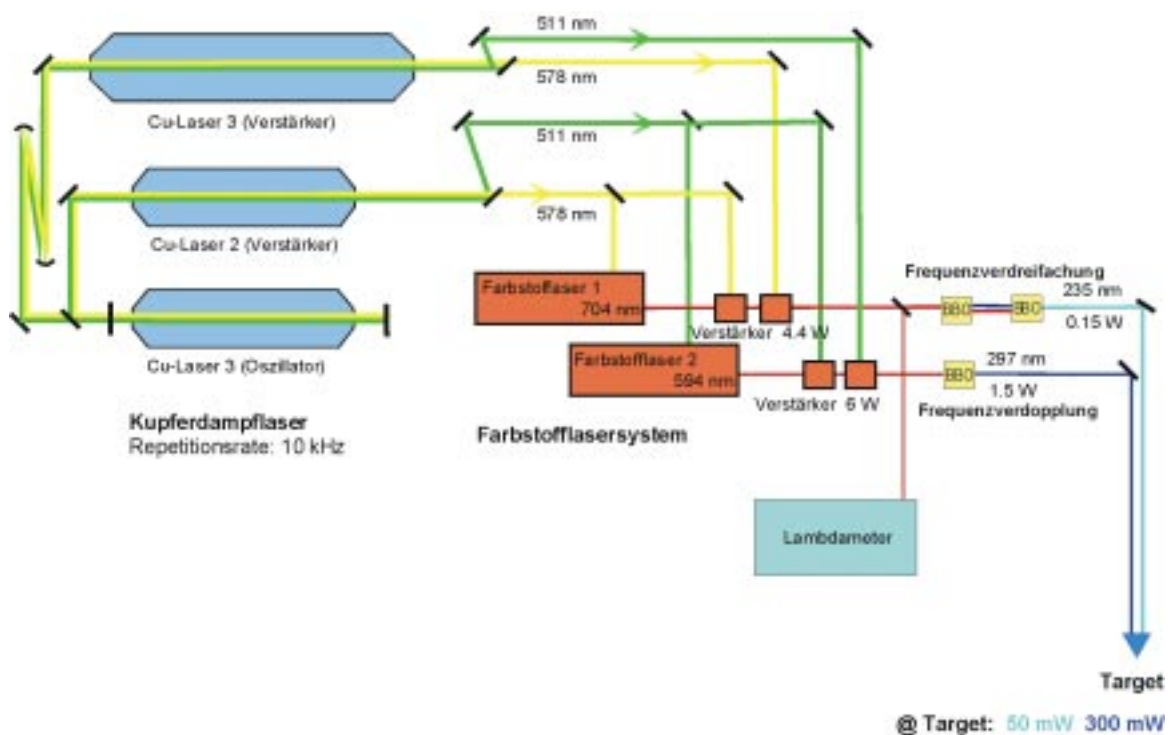 511 nm
578 nm
Cu-Laser 3 (Verstärker)
511 nm
578 nm
Cu-Laser 2 (Verstärker)
Cu-Laser 3 (Oszillator)
Kupferdampflaser
Repetitionsrate: 10 kHz
Farbstofflaser 1
704 nm
Verstärker 4.4 W
Farbstofflaser 2
594 nm
Verstärker 6 W
Farbstofflasersystem
Frequenzverdreifachung
BBO
BBO
235 nm
0.15 W
BBO
297 nm
1.5 W
Frequenzverdopplung
Lambdameter
Target
@ Target: 50 mW 300 mW